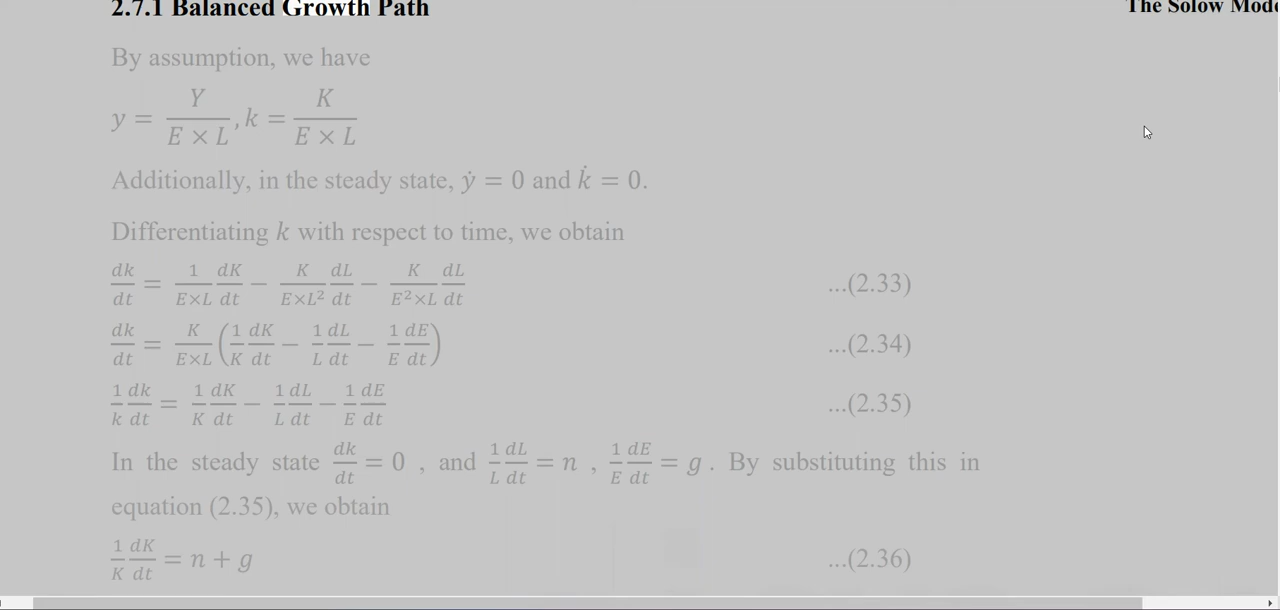 2.7.1 Balanced Growth Path
The Solow Mode
By assumption, we have
y = Y / E × L , k = K / E × L
Additionally, in the steady state, ẏ = 0 and k̇ = 0.
Differentiating k with respect to time, we obtain
dk/dt = 1/E×L dK/dt − K/E×L² dL/dt − K/E²×L dL/dt ...(2.33)
dk/dt = K/E×L (1/K dK/dt − 1/L dL/dt − 1/E dE/dt) ...(2.34)
1/k dk/dt = 1/K dK/dt − 1/L dL/dt − 1/E dE/dt ...(2.35)
In the steady state dk/dt = 0 , and 1/L dL/dt = n , 1/E dE/dt = g . By substituting this in
equation (2.35), we obtain
1/K dK/dt = n + g ...(2.36)